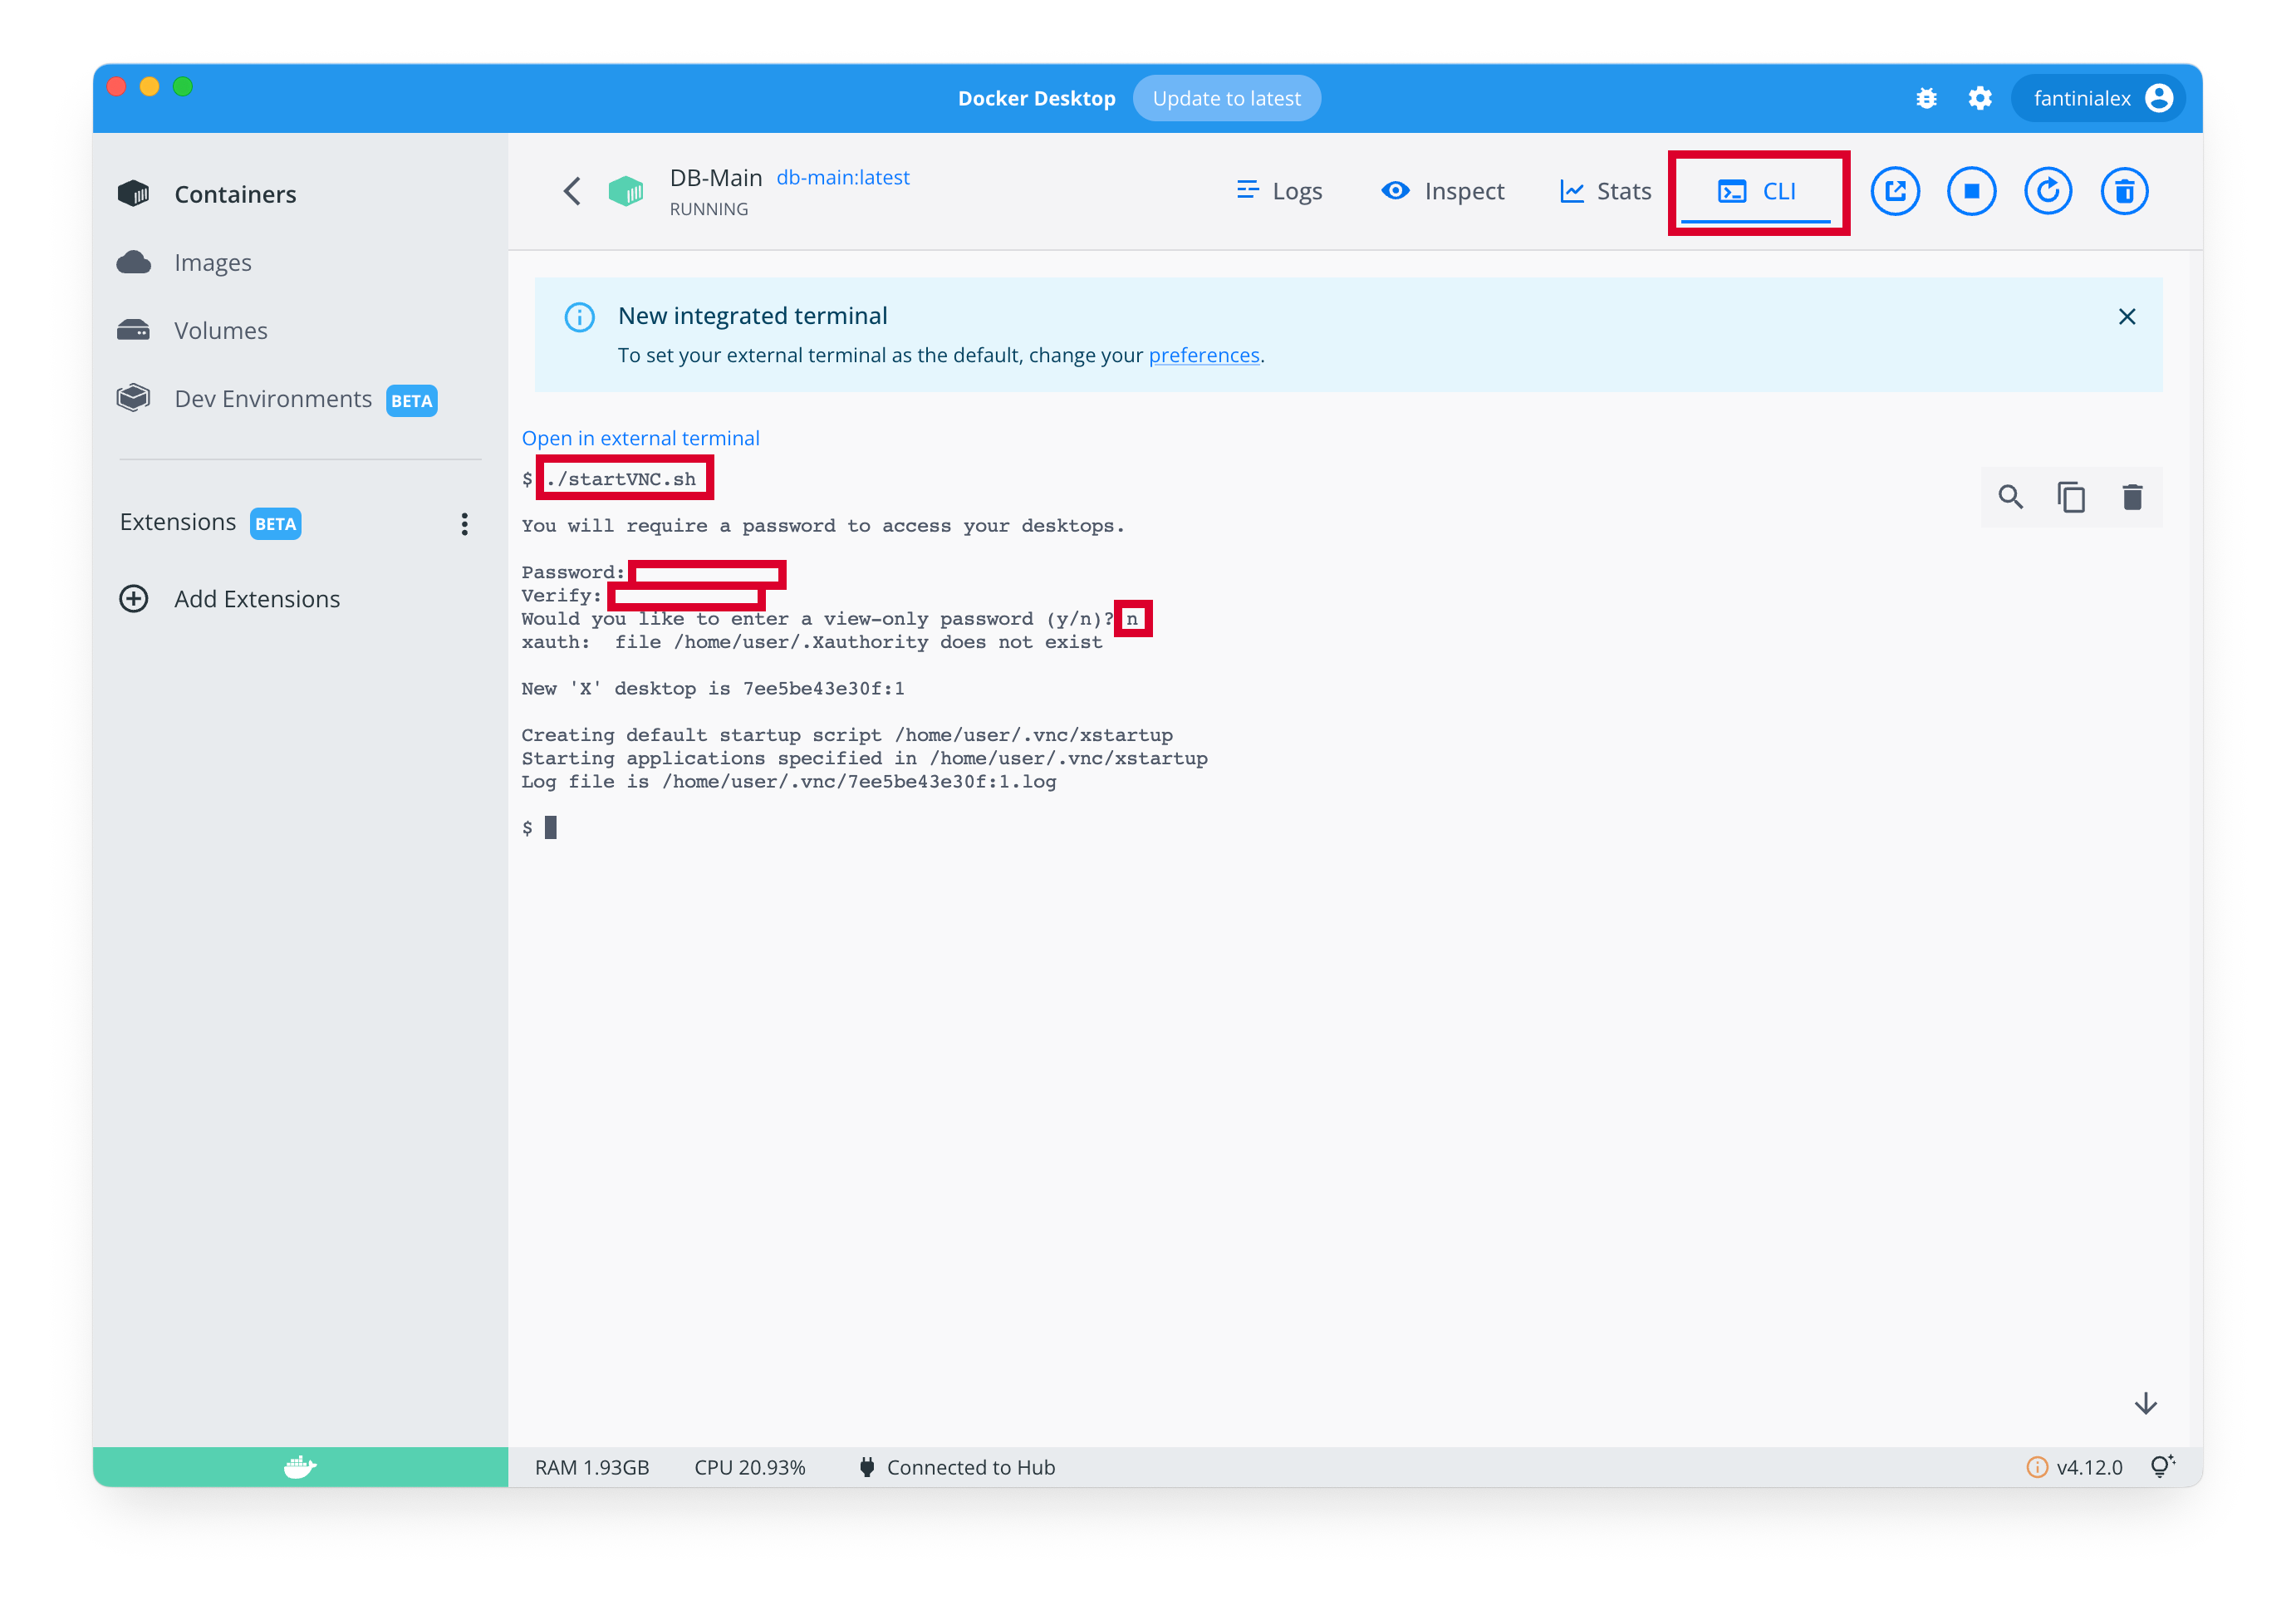 Docker Desktop Update to latest fantinialex
Containers
Images
Volumes
Dev Environments BETA
Extensions BETA
Add Extensions
DB-Main db-main:latest
RUNNING
Logs Inspect Stats CLI
New integrated terminal
To set your external terminal as the default, change your preferences.
Open in external terminal
$ ./startVNC.sh
You will require a password to access your desktops.
Password:
Verify:
Would you like to enter a view-only password (y/n)? n
xauth:  file /home/user/.Xauthority does not exist
New 'X' desktop is 7ee5be43e30f:1
Creating default startup script /home/user/.vnc/xstartup
Starting applications specified in /home/user/.vnc/xstartup
Log file is /home/user/.vnc/7ee5be43e30f:1.log
$
RAM 1.93GB CPU 20.93% Connected to Hub v4.12.0